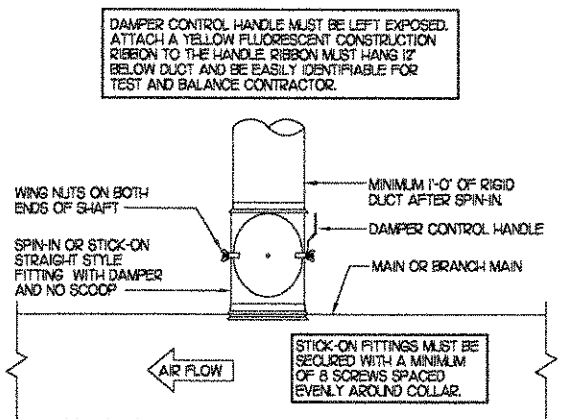 DAMPER CONTROL HANDLE MUST BE LEFT EXPOSED.
ATTACH A YELLOW FLUORESCENT CONSTRUCTION
RIBBON TO THE HANDLE. RIBBON MUST HANG 12"
BELOW DUCT AND BE EASILY IDENTIFIABLE FOR
TEST AND BALANCE CONTRACTOR.
WING NUTS ON BOTH
ENDS OF SHAFT
MINIMUM 1'-0" OF RIGID
DUCT AFTER SPIN-IN.
DAMPER CONTROL HANDLE
SPIN-IN OR STICK-ON
STRAIGHT STYLE
FITTING WITH DAMPER
AND NO SCOOP
MAIN OR BRANCH MAIN
AIR FLOW
STICK-ON FITTINGS MUST BE
SECURED WITH A MINIMUM
OF 8 SCREWS SPACED
EVENLY AROUND COLLAR.